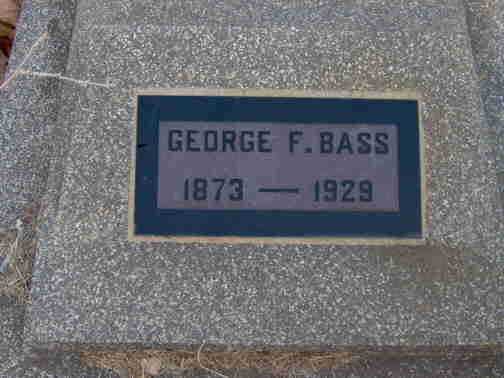 GEORGE F. BASS
1873 — 1929